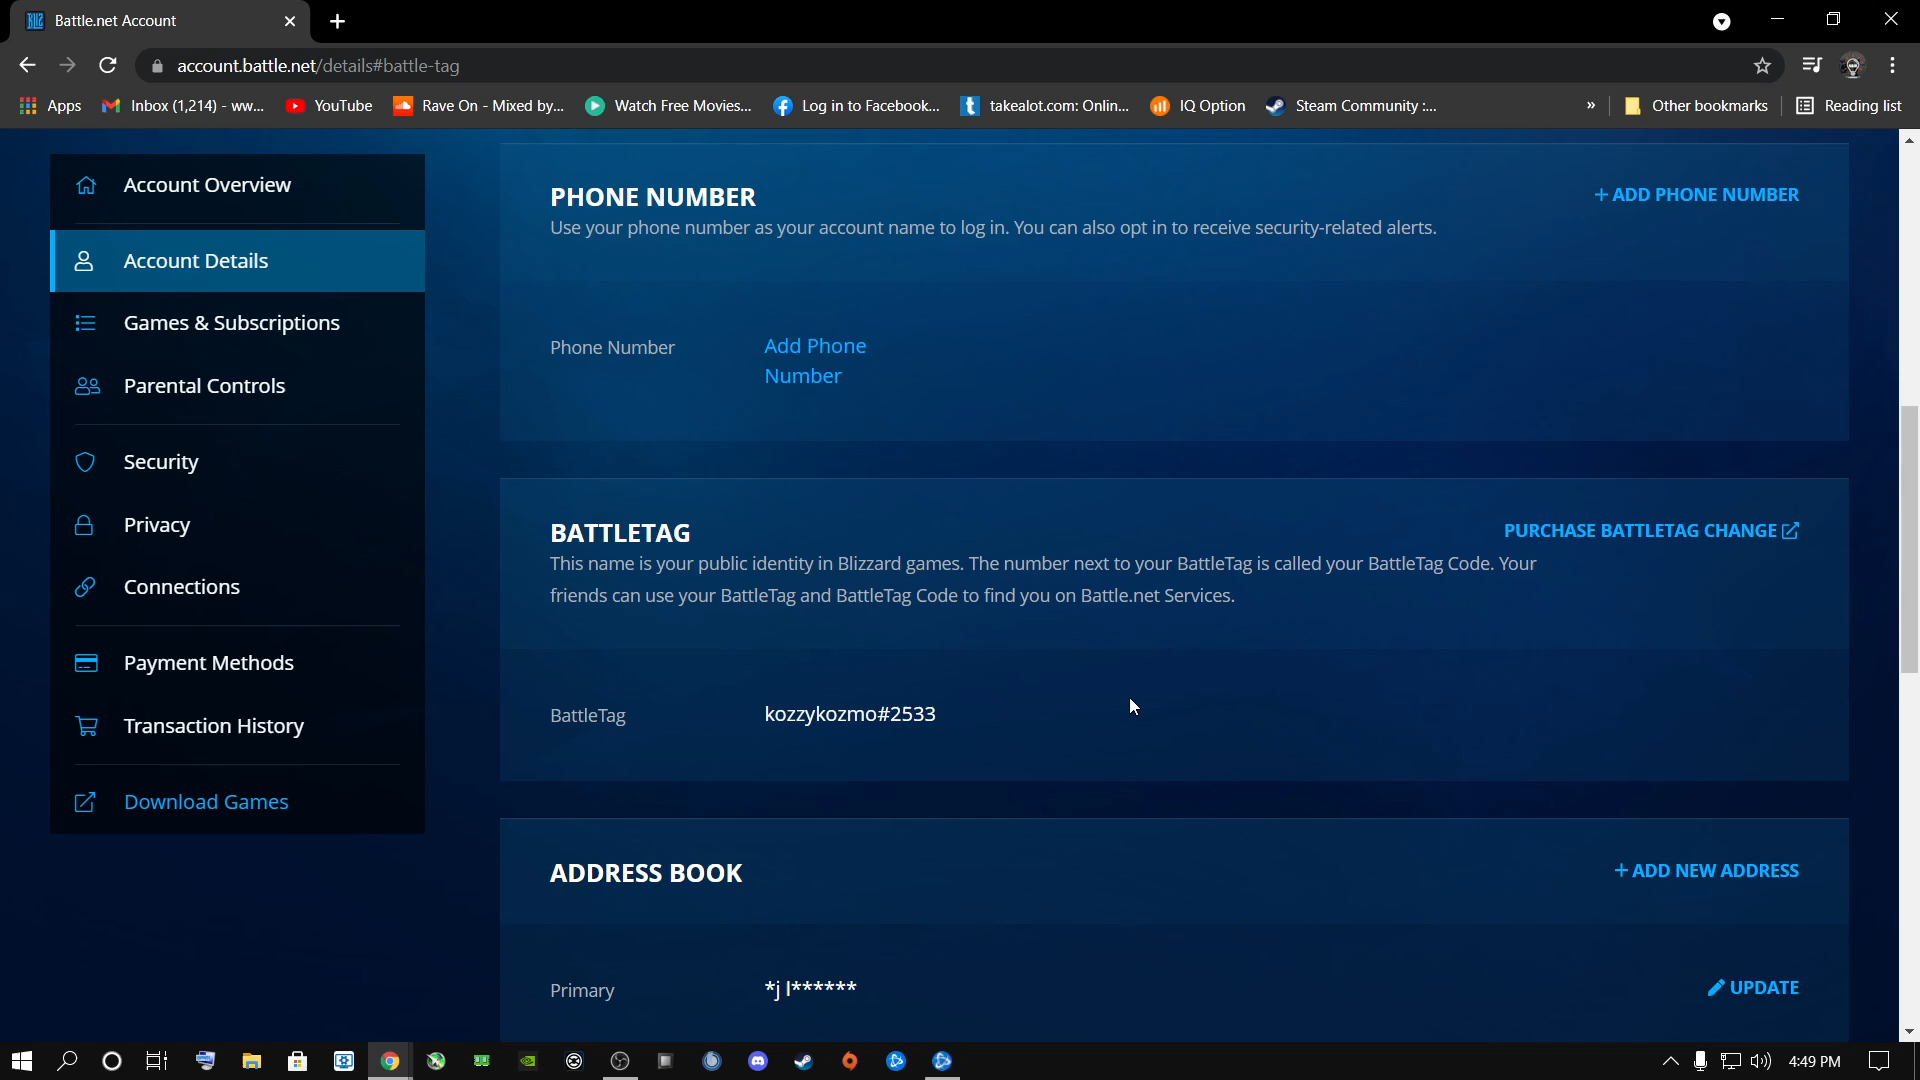 Battle.net Account
account.battle.net/details#battle-tag
Apps
Inbox (1,214) - ww...
YouTube
Rave On - Mixed by...
Watch Free Movies...
Log in to Facebook...
takealot.com: Onlin...
IQ Option
Steam Community :...
»
Other bookmarks
Reading list
Account Overview
Account Details
Games & Subscriptions
Parental Controls
Security
Privacy
Connections
Payment Methods
Transaction History
Download Games
PHONE NUMBER
+ ADD PHONE NUMBER
Use your phone number as your account name to log in. You can also opt in to receive security-related alerts.
Phone Number
Add Phone
Number
BATTLETAG
PURCHASE BATTLETAG CHANGE
This name is your public identity in Blizzard games. The number next to your BattleTag is called your BattleTag Code. Your
friends can use your BattleTag and BattleTag Code to find you on Battle.net Services.
BattleTag
kozzykozmo#2533
ADDRESS BOOK
+ ADD NEW ADDRESS
Primary
*j l******
UPDATE
4:49 PM